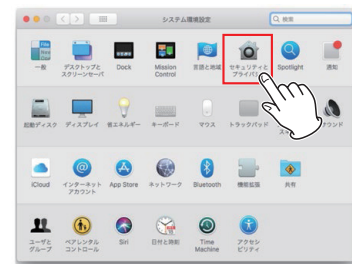 システム環境設定
検索
File
New
一般
デスクトップと
スクリーンセーバ
Dock
Mission
Control
言語と地域
セキュリティと
プライバシー
Spotlight
通知
起動ディスク
ディスプレイ
省エネルギー
キーボード
マウス
トラックパッド
サウンド
iCloud
インターネット
アカウント
App Store
ネットワーク
Bluetooth
機能拡張
共有
ユーザと
グループ
ペアレンタル
コントロール
Siri
日付と時刻
Time
Machine
アクセシ
ビリティ